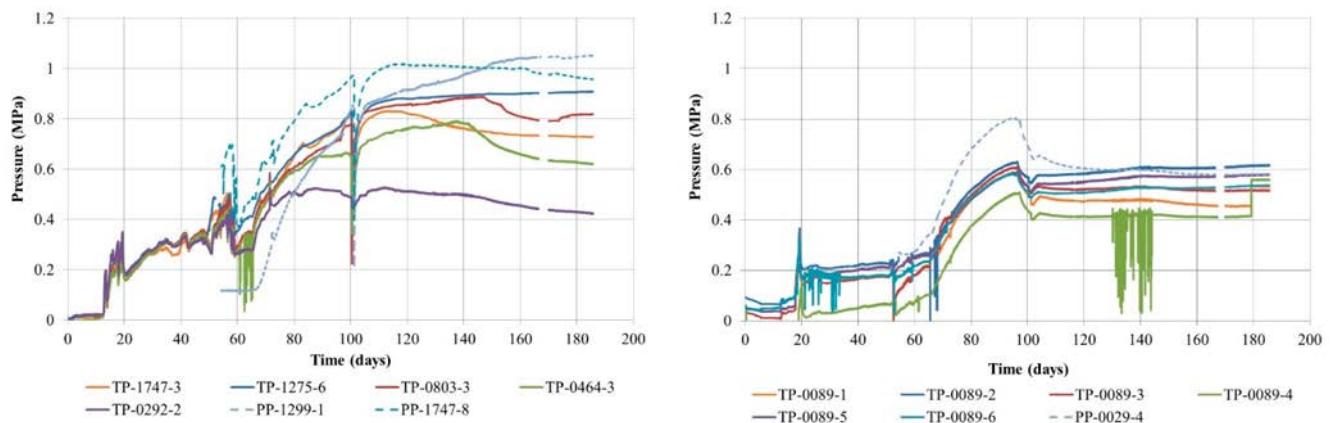 1.2
1
0.8
0.6
0.4
0.2
0
Pressure (MPa)
0 20 40 60 80 100 120 140 160 180 200
Time (days)
TP-1747-3 TP-1275-6 TP-0803-3 TP-0464-3
TP-0292-2 PP-1299-1 PP-1747-8
1.2
1
0.8
0.6
0.4
0.2
0
Pressure (MPa)
0 20 40 60 80 100 120 140 160 180 200
Time (days)
TP-0089-1 TP-0089-2 TP-0089-3 TP-0089-4
TP-0089-5 TP-0089-6 PP-0029-4